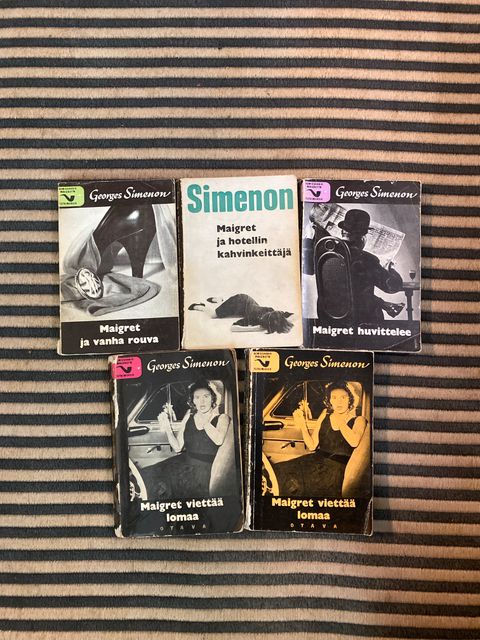 Georges Simenon
Maigret
ja vanha rouva
Simenon
Maigret
ja hotellin
kahvinkeittäjä
Georges Simenon
Maigret huvittelee
Georges Simenon
Maigret viettää
lomaa
OTAVA
Georges Simenon
Maigret viettää
lomaa
OTAVA